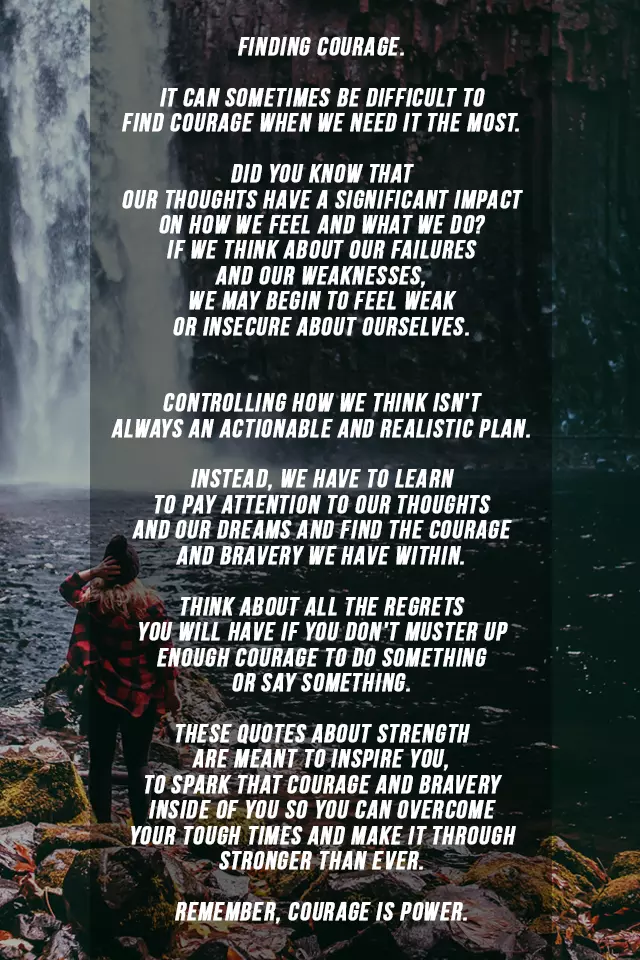 FINDING COURAGE.
IT CAN SOMETIMES BE DIFFICULT TO
FIND COURAGE WHEN WE NEED IT THE MOST.
DID YOU KNOW THAT
OUR THOUGHTS HAVE A SIGNIFICANT IMPACT
ON HOW WE FEEL AND WHAT WE DO?
IF WE THINK ABOUT OUR FAILURES
AND OUR WEAKNESSES,
WE MAY BEGIN TO FEEL WEAK
OR INSECURE ABOUT OURSELVES.
CONTROLLING HOW WE THINK ISN'T
ALWAYS AN ACTIONABLE AND REALISTIC PLAN.
INSTEAD, WE HAVE TO LEARN
TO PAY ATTENTION TO OUR THOUGHTS
AND OUR DREAMS AND FIND THE COURAGE
AND BRAVERY WE HAVE WITHIN.
THINK ABOUT ALL THE REGRETS
YOU WILL HAVE IF YOU DON'T MUSTER UP
ENOUGH COURAGE TO DO SOMETHING
OR SAY SOMETHING.
THESE QUOTES ABOUT STRENGTH
ARE MEANT TO INSPIRE YOU,
TO SPARK THAT COURAGE AND BRAVERY
INSIDE OF YOU SO YOU CAN OVERCOME
YOUR TOUGH TIMES AND MAKE IT THROUGH
STRONGER THAN EVER.
REMEMBER, COURAGE IS POWER.